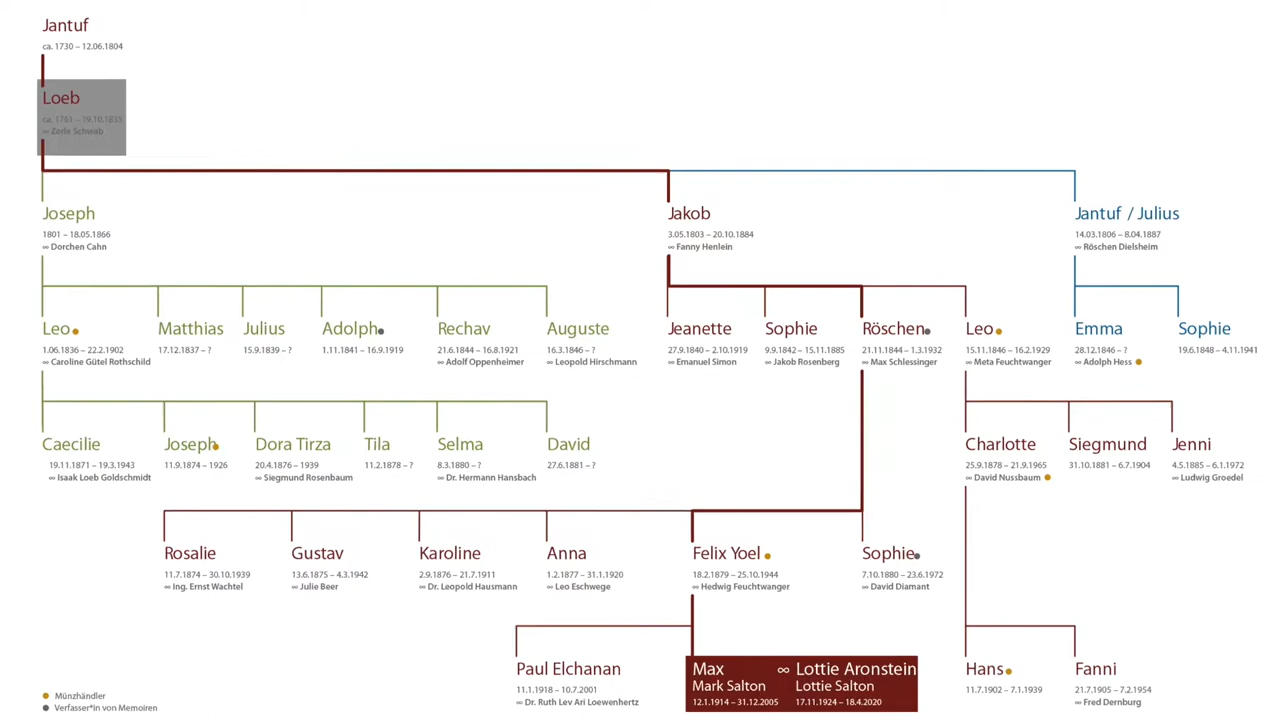 Jantuf
ca. 1730 – 12.06.1804
Loeb
ca. 1761 – 19.10.1835
∞ Zerle Schwab
Joseph
1801 – 18.05.1866
∞ Dorchen Cahn
Jakob
3.05.1803 – 20.10.1884
∞ Fanny Henlein
Jantuf / Julius
14.03.1806 – 8.04.1887
∞ Röschen Dielsheim
Leo
1.06.1836 – 22.2.1902
∞ Caroline Gütel Rothschild
Matthias
17.12.1837 – ?
Julius
15.9.1839 – ?
Adolph
1.11.1841 – 16.9.1919
Rechav
21.6.1844 – 16.8.1921
∞ Adolf Oppenheimer
Auguste
16.3.1846 – ?
∞ Leopold Hirschmann
Jeanette
27.9.1840 – 2.10.1919
∞ Emanuel Simon
Sophie
9.9.1842 – 15.11.1885
∞ Jakob Rosenberg
Röschen
21.11.1844 – 1.3.1932
∞ Max Schlessinger
Leo
15.11.1846 – 16.2.1929
∞ Meta Feuchtwanger
Emma
28.12.1846 – ?
∞ Adolph Hess
Sophie
19.6.1848 – 4.11.1941
Caecilie
19.11.1871 – 19.3.1943
∞ Isaak Loeb Goldschmidt
Joseph
11.9.1874 – 1926
Dora Tirza
20.4.1876 – 1939
∞ Siegmund Rosenbaum
Tila
11.2.1878 – ?
Selma
8.3.1880 – ?
∞ Dr. Hermann Hansbach
David
27.6.1881 – ?
Charlotte
25.9.1878 – 21.9.1965
∞ David Nussbaum
Siegmund
31.10.1881 – 6.7.1904
Jenni
4.5.1885 – 6.1.1972
∞ Ludwig Groedel
Rosalie
11.7.1874 – 30.10.1939
∞ Ing. Ernst Wachtel
Gustav
13.6.1875 – 4.3.1942
∞ Julie Beer
Karoline
2.9.1876 – 21.7.1911
∞ Dr. Leopold Hausmann
Anna
1.2.1877 – 31.1.1920
∞ Leo Eschwege
Felix Yoel
18.2.1879 – 25.10.1944
∞ Hedwig Feuchtwanger
Sophie
7.10.1880 – 23.6.1972
∞ David Diamant
Paul Elchanan
11.1.1918 – 10.7.2001
∞ Dr. Ruth Lev Ari Loewenhertz
Max ∞ Lottie Aronstein
Mark Salton Lottie Salton
12.1.1914 – 31.12.2005 17.11.1924 – 18.4.2020
Hans
11.7.1902 – 7.1.1939
Fanni
21.7.1905 – 7.2.1954
∞ Fred Dernburg
Münzhändler
Verfasser*in von Memoiren